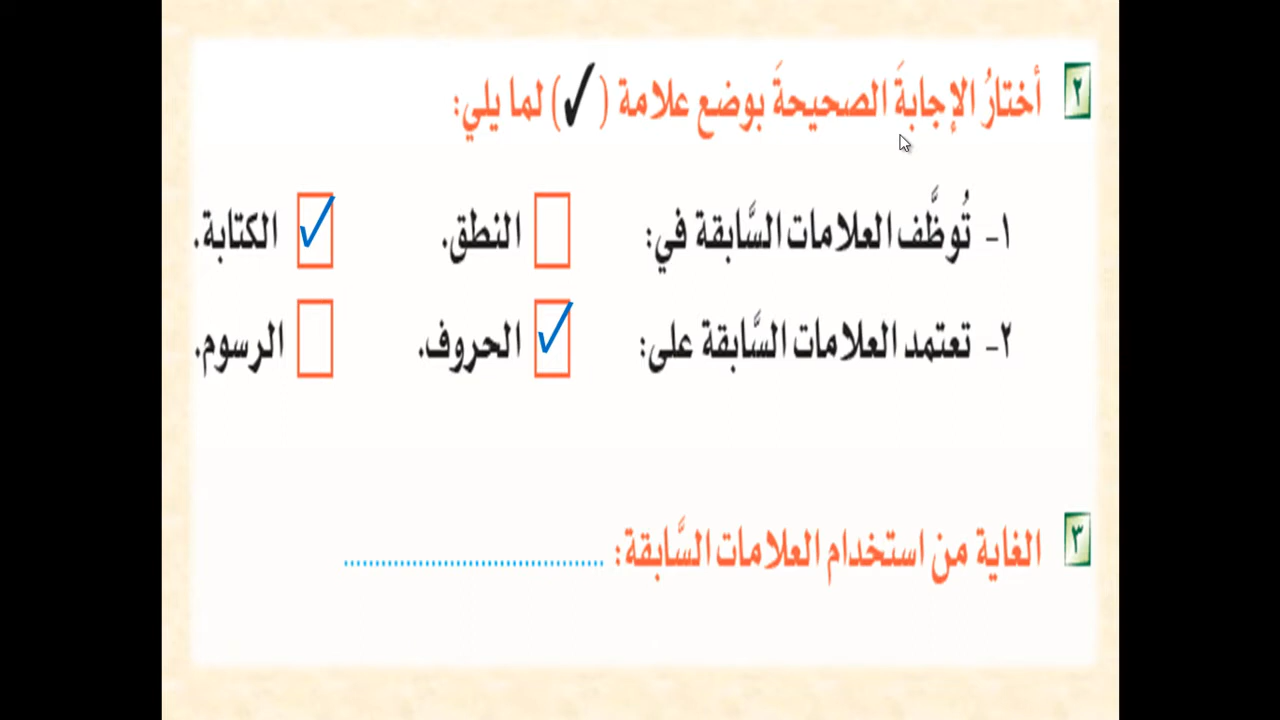 ٢ أختارُ الإجابةَ الصحيحةَ بوضع علامة (✓) لما يلي:
١- تُوظَّف العلامات السَّابقة في: النطق. ✓ الكتابة.
٢- تعتمد العلامات السَّابقة على: ✓ الحروف. الرسوم.
٣ الغاية من استخدام العلامات السَّابقة: ....................................